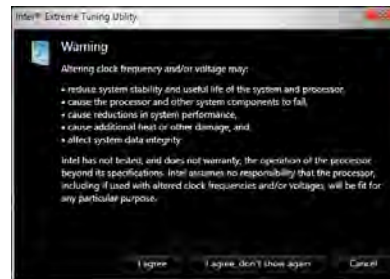 Intel® Extreme Tuning Utility
Warning
Altering clock frequency and/or voltage may:
• reduce system stability and useful life of the system and processor,
• cause the processor and other system components to fail,
• cause reductions in system performance,
• cause additional heat or other damage, and
• affect system data integrity
Intel has not tested, and does not warranty, the operation of the processor
beyond its specifications. Intel assumes no responsibility that the processor,
including if used with altered clock frequencies and/or voltages, will be fit for
any particular purpose.
I agree I agree, don't show again Cancel